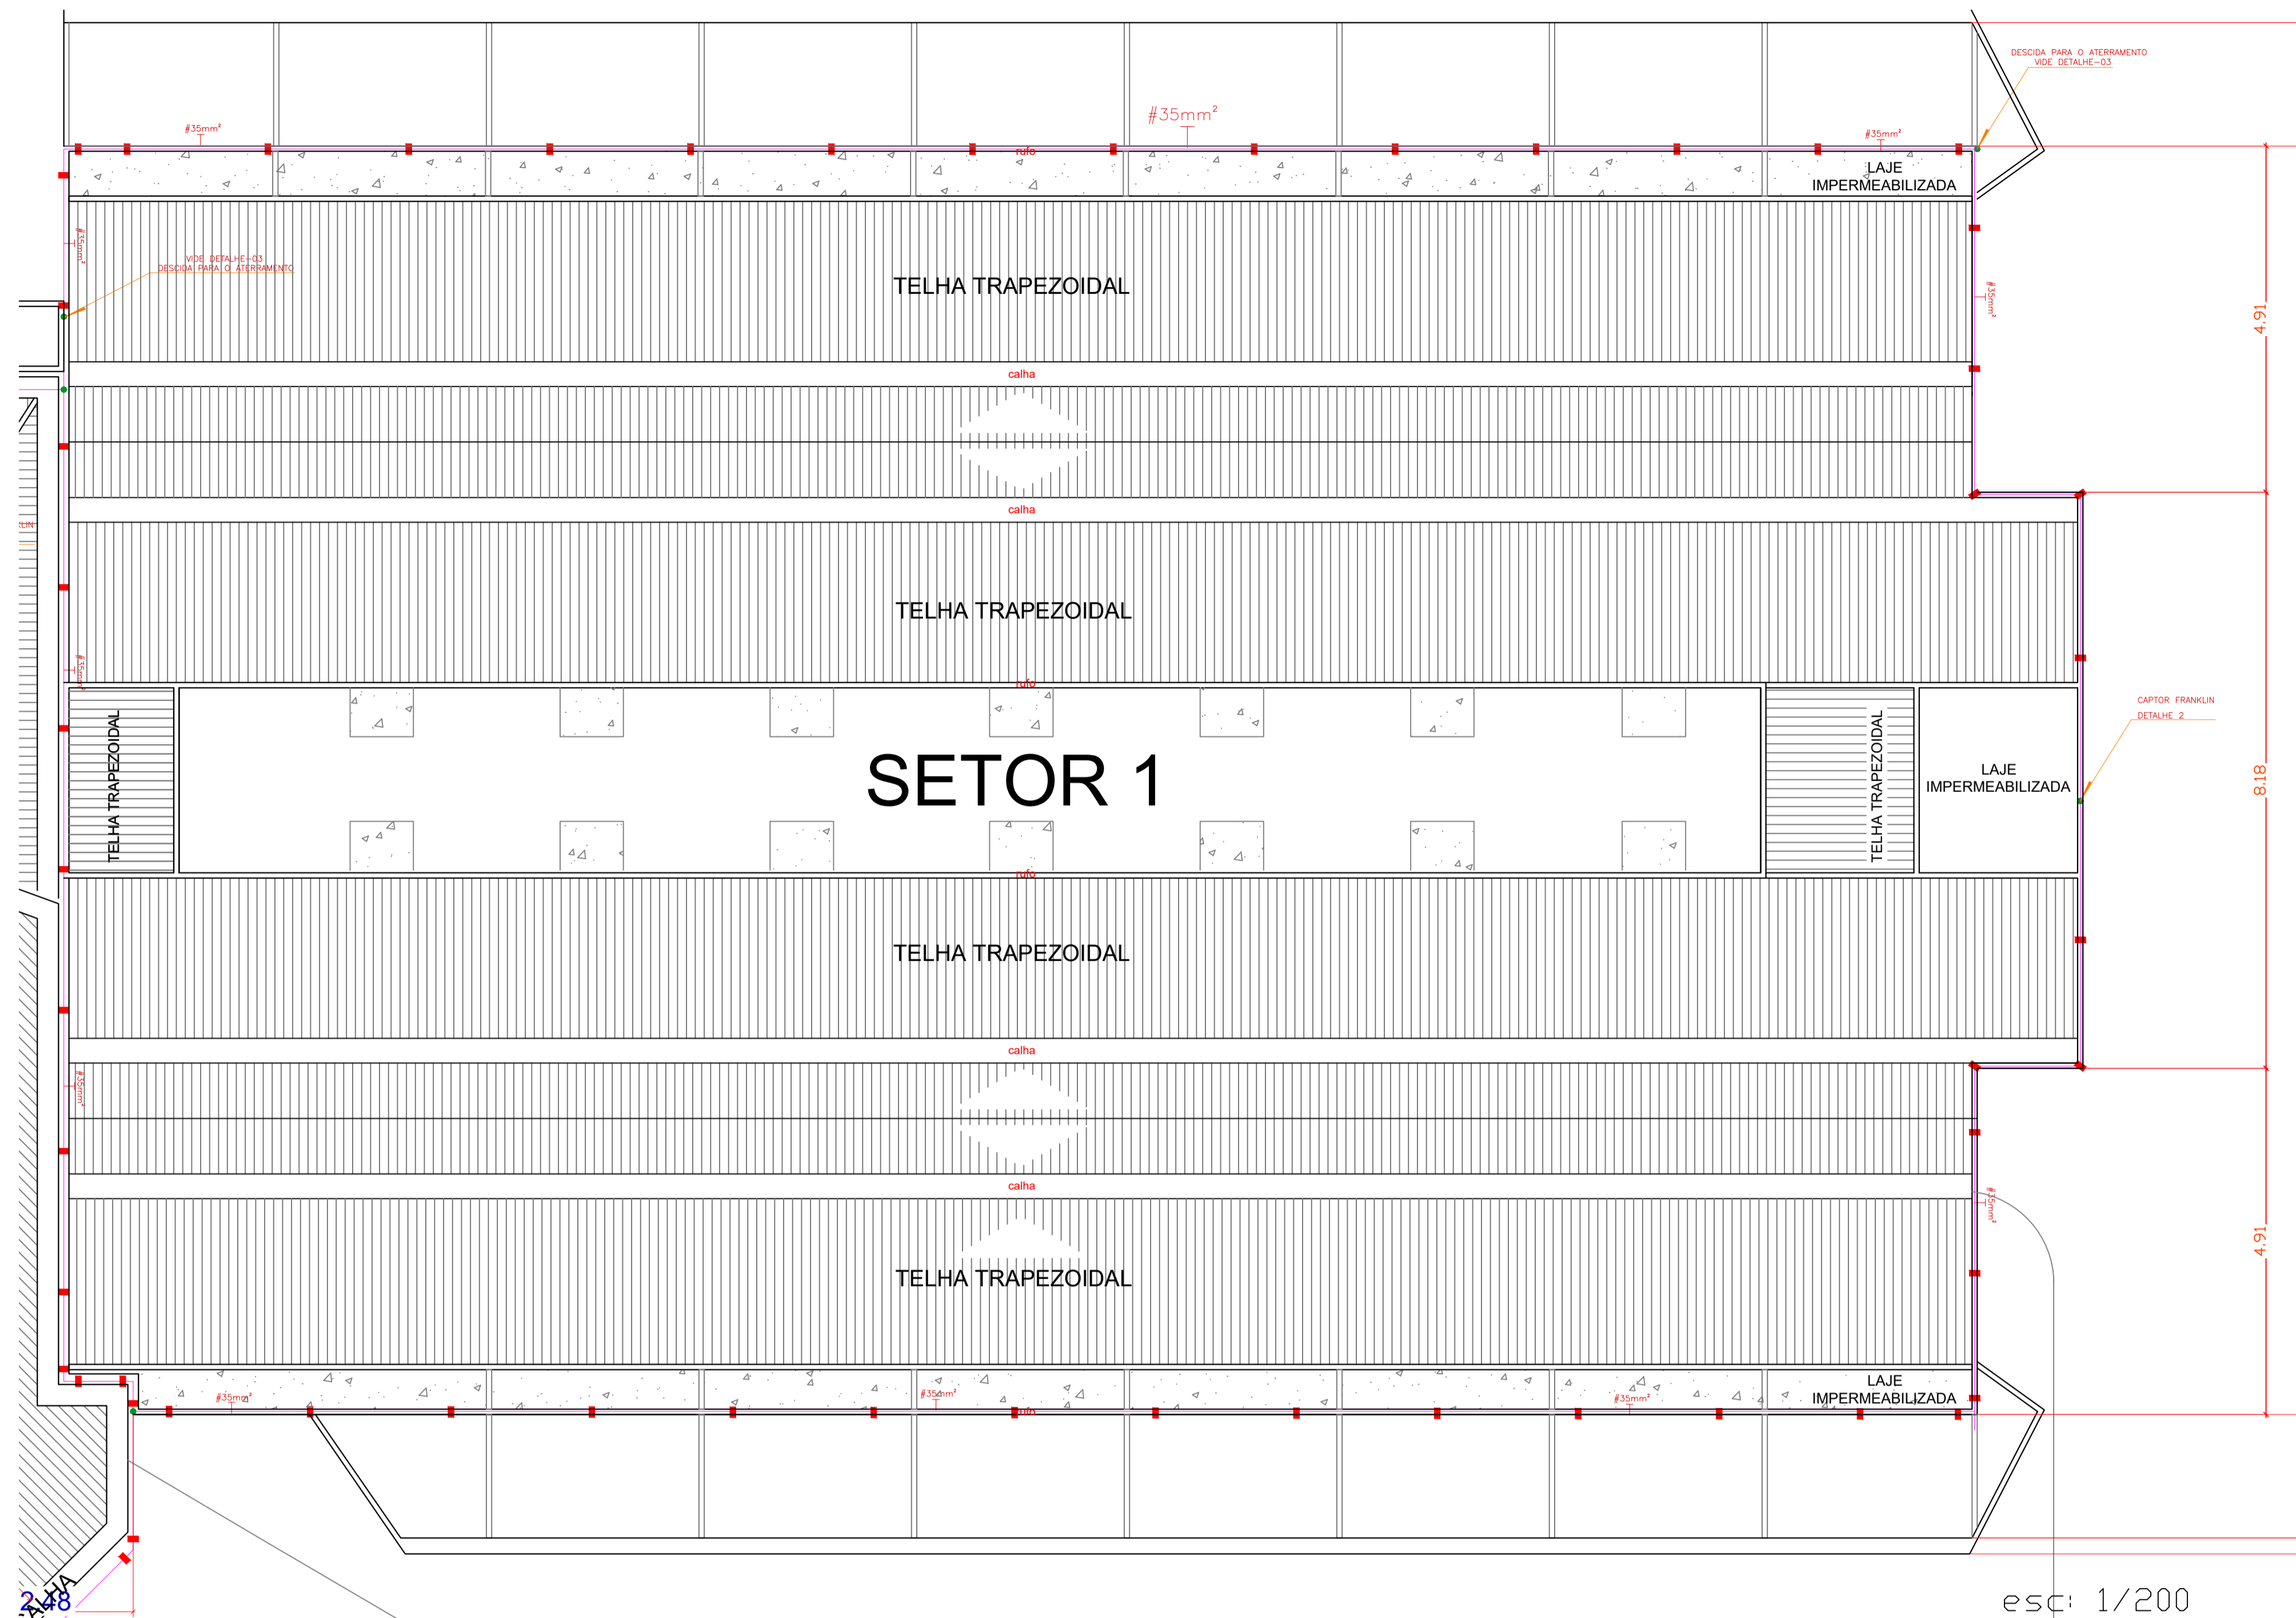 DESCIDA PARA O ATERRAMENTO
VIDE DETALHE-03
#35mm²
#35mm²
#35mm²
rufo
LAJE
IMPERMEABILIZADA
#35mm²
VIDE DETALHE-03
DESCIDA PARA O ATERRAMENTO
TELHA TRAPEZOIDAL
#35mm²
4.91
calha
calha
TELHA TRAPEZOIDAL
#35mm²
rufo
CAPTOR FRANKLIN
DETALHE 2
TELHA TRAPEZOIDAL
SETOR 1
TELHA TRAPEZOIDAL
LAJE
IMPERMEABILIZADA
8.18
rufo
TELHA TRAPEZOIDAL
calha
#35mm²
calha
#35mm²
4.91
TELHA TRAPEZOIDAL
LAJE
IMPERMEABILIZADA
#35mm²
#35mm²
#35mm²
rufo
2.48
esc: 1/200